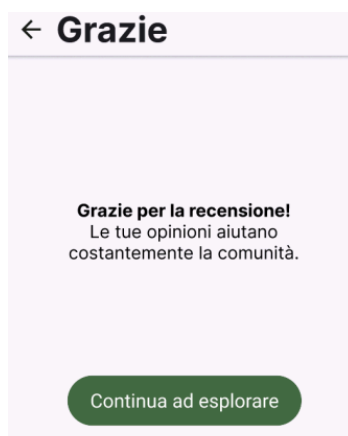 Grazie
Grazie per la recensione!
Le tue opinioni aiutano
costantemente la comunità.
Continua ad esplorare